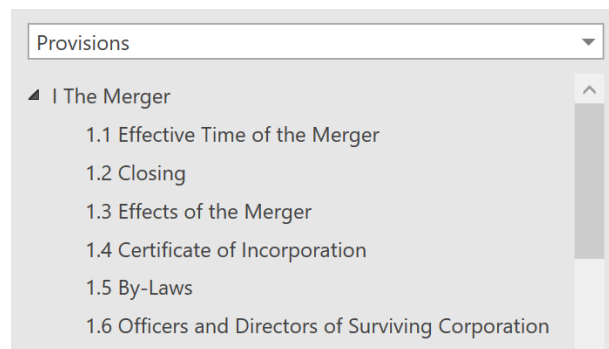 Provisions
I The Merger
1.1 Effective Time of the Merger
1.2 Closing
1.3 Effects of the Merger
1.4 Certificate of Incorporation
1.5 By-Laws
1.6 Officers and Directors of Surviving Corporation